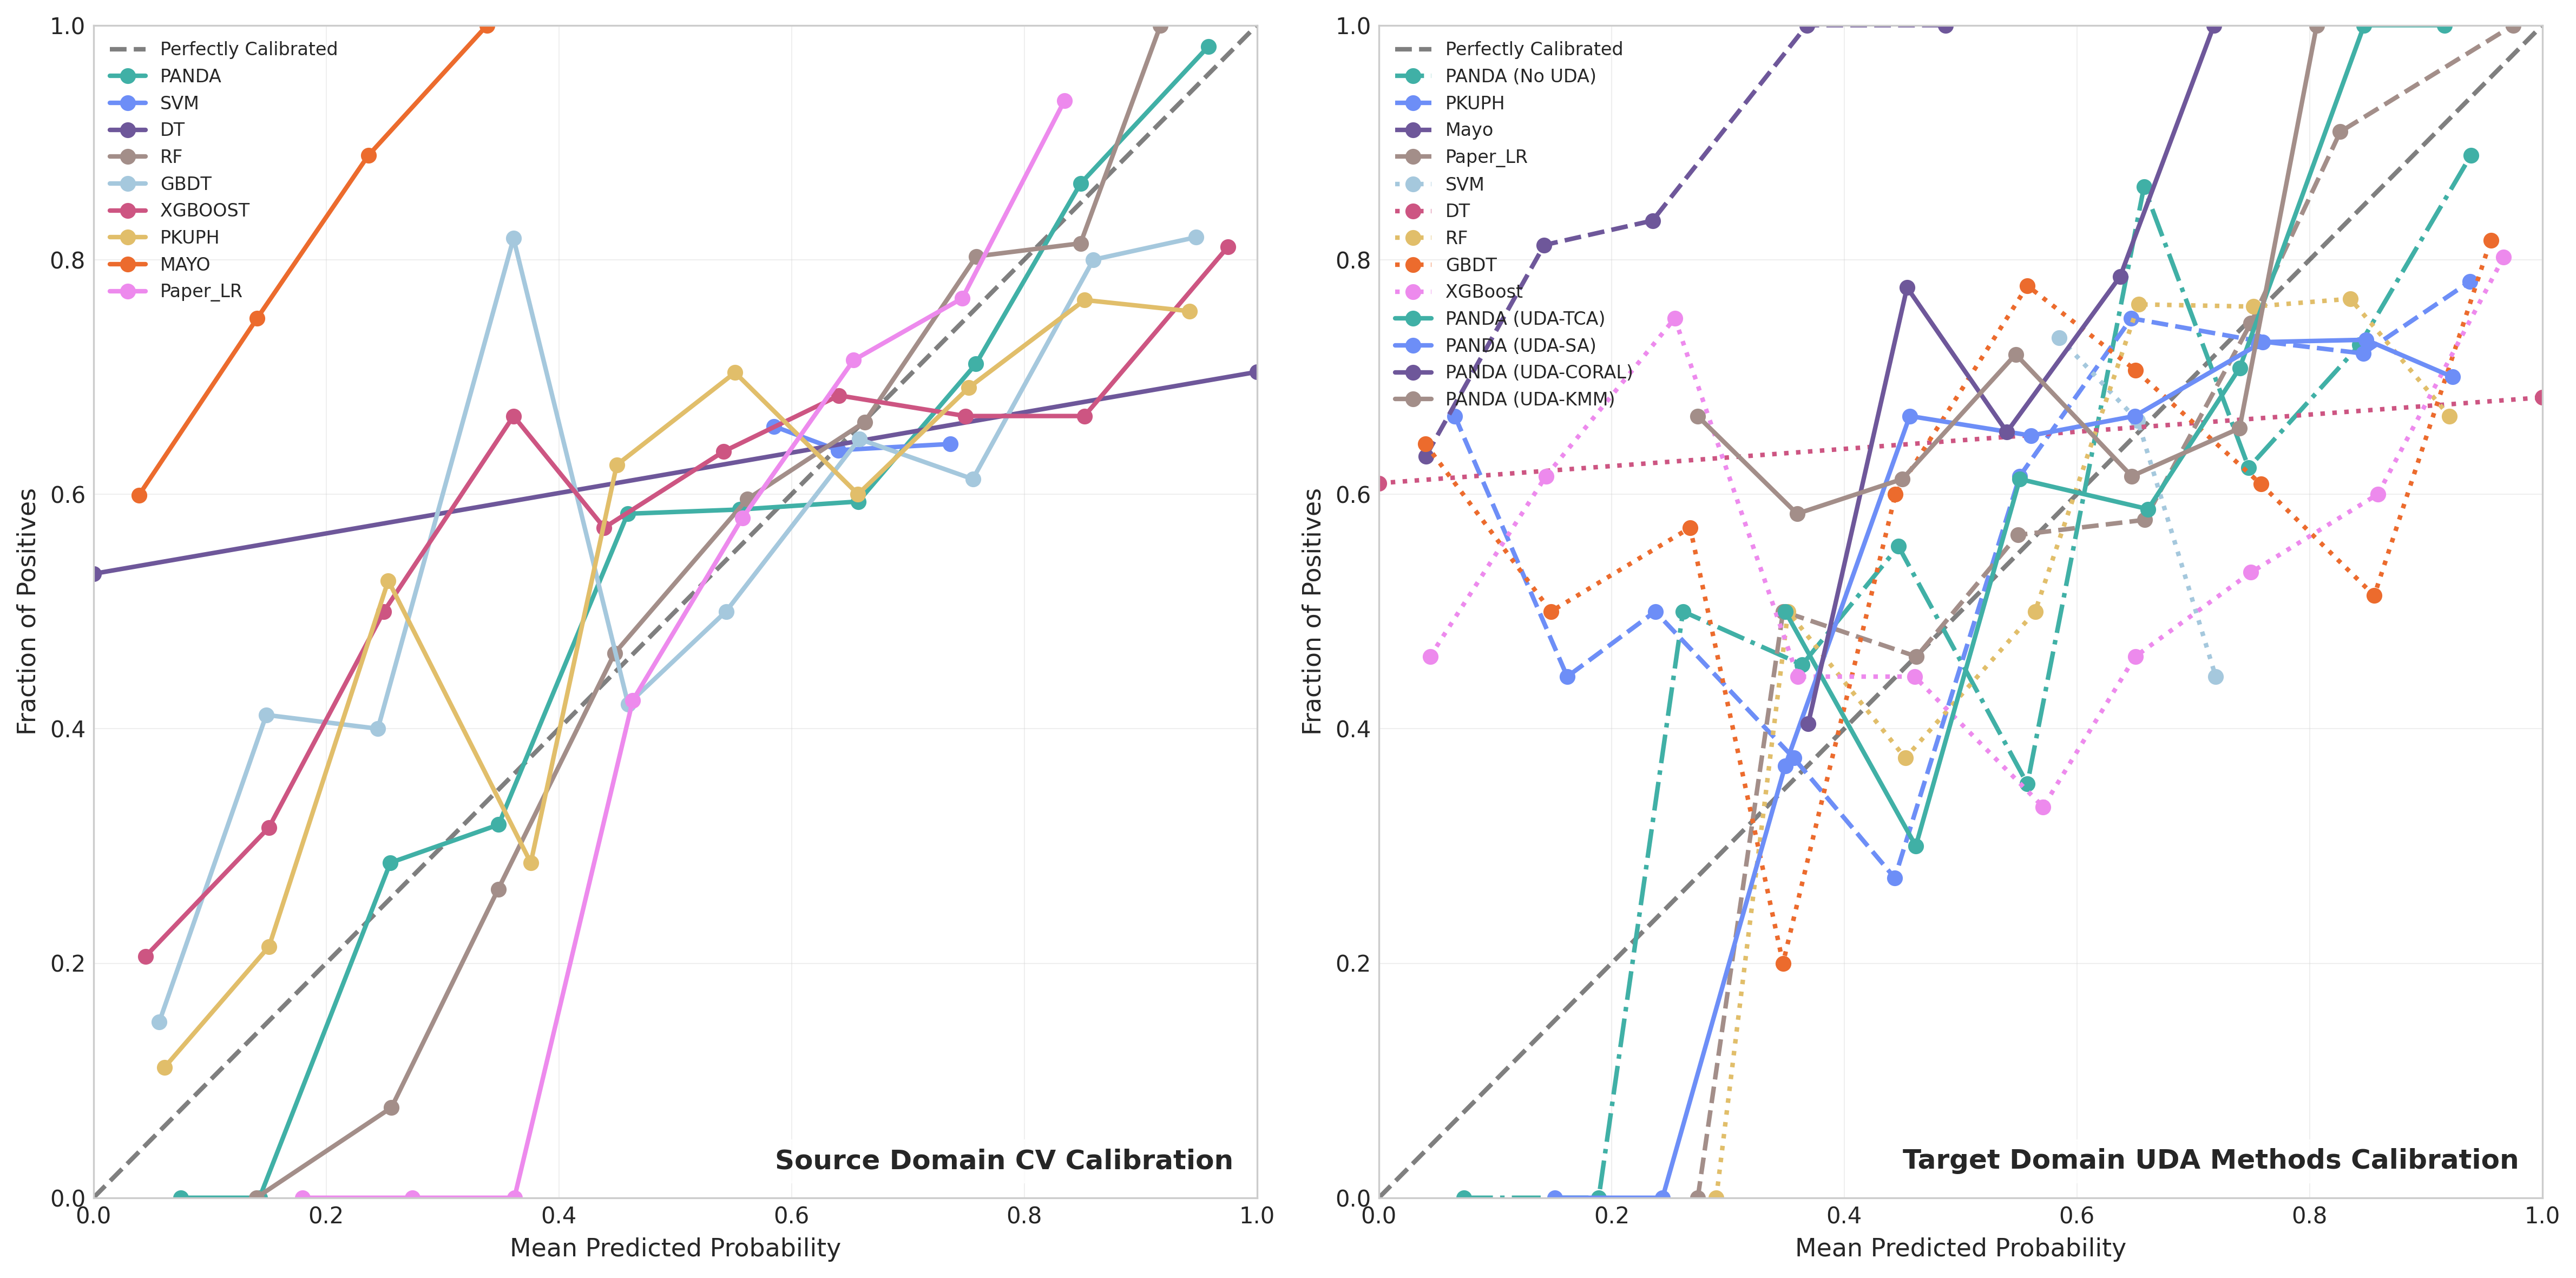 1.0
0.8
0.6
0.4
0.2
0.0
Fraction of Positives
Perfectly Calibrated
PANDA
SVM
DT
RF
GBDT
XGBOOST
PKUPH
MAYO
Paper_LR
Source Domain CV Calibration
0.0 0.2 0.4 0.6 0.8 1.0
Mean Predicted Probability
1.0
0.8
0.6
0.4
0.2
0.0
Fraction of Positives
Perfectly Calibrated
PANDA (No UDA)
PKUPH
Mayo
Paper_LR
SVM
DT
RF
GBDT
XGBoost
PANDA (UDA-TCA)
PANDA (UDA-SA)
PANDA (UDA-CORAL)
PANDA (UDA-KMM)
Target Domain UDA Methods Calibration
0.0 0.2 0.4 0.6 0.8 1.0
Mean Predicted Probability